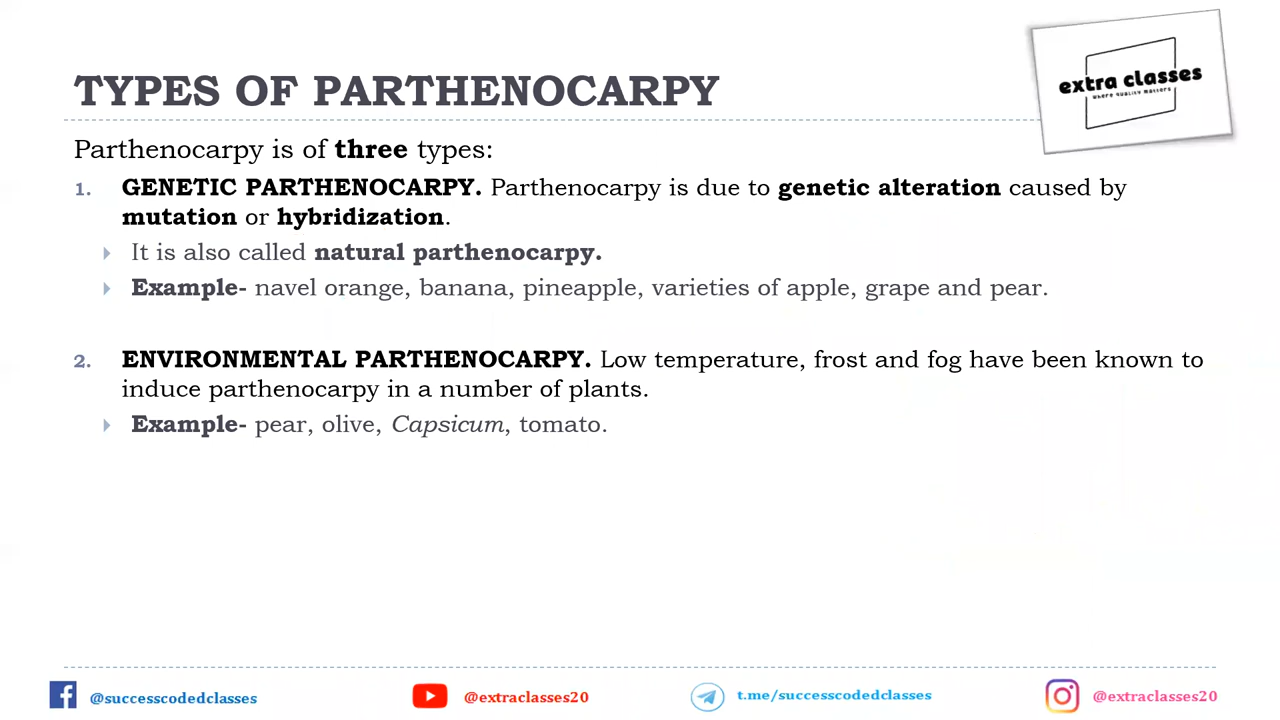 extra classes
where quality matters
TYPES OF PARTHENOCARPY
Parthenocarpy is of three types:
1. GENETIC PARTHENOCARPY. Parthenocarpy is due to genetic alteration caused by
mutation or hybridization.
It is also called natural parthenocarpy.
Example- navel orange, banana, pineapple, varieties of apple, grape and pear.
2. ENVIRONMENTAL PARTHENOCARPY. Low temperature, frost and fog have been known to
induce parthenocarpy in a number of plants.
Example- pear, olive, Capsicum, tomato.
@successcodedclasses
@extraclasses20
t.me/successcodedclasses
@extraclasses20